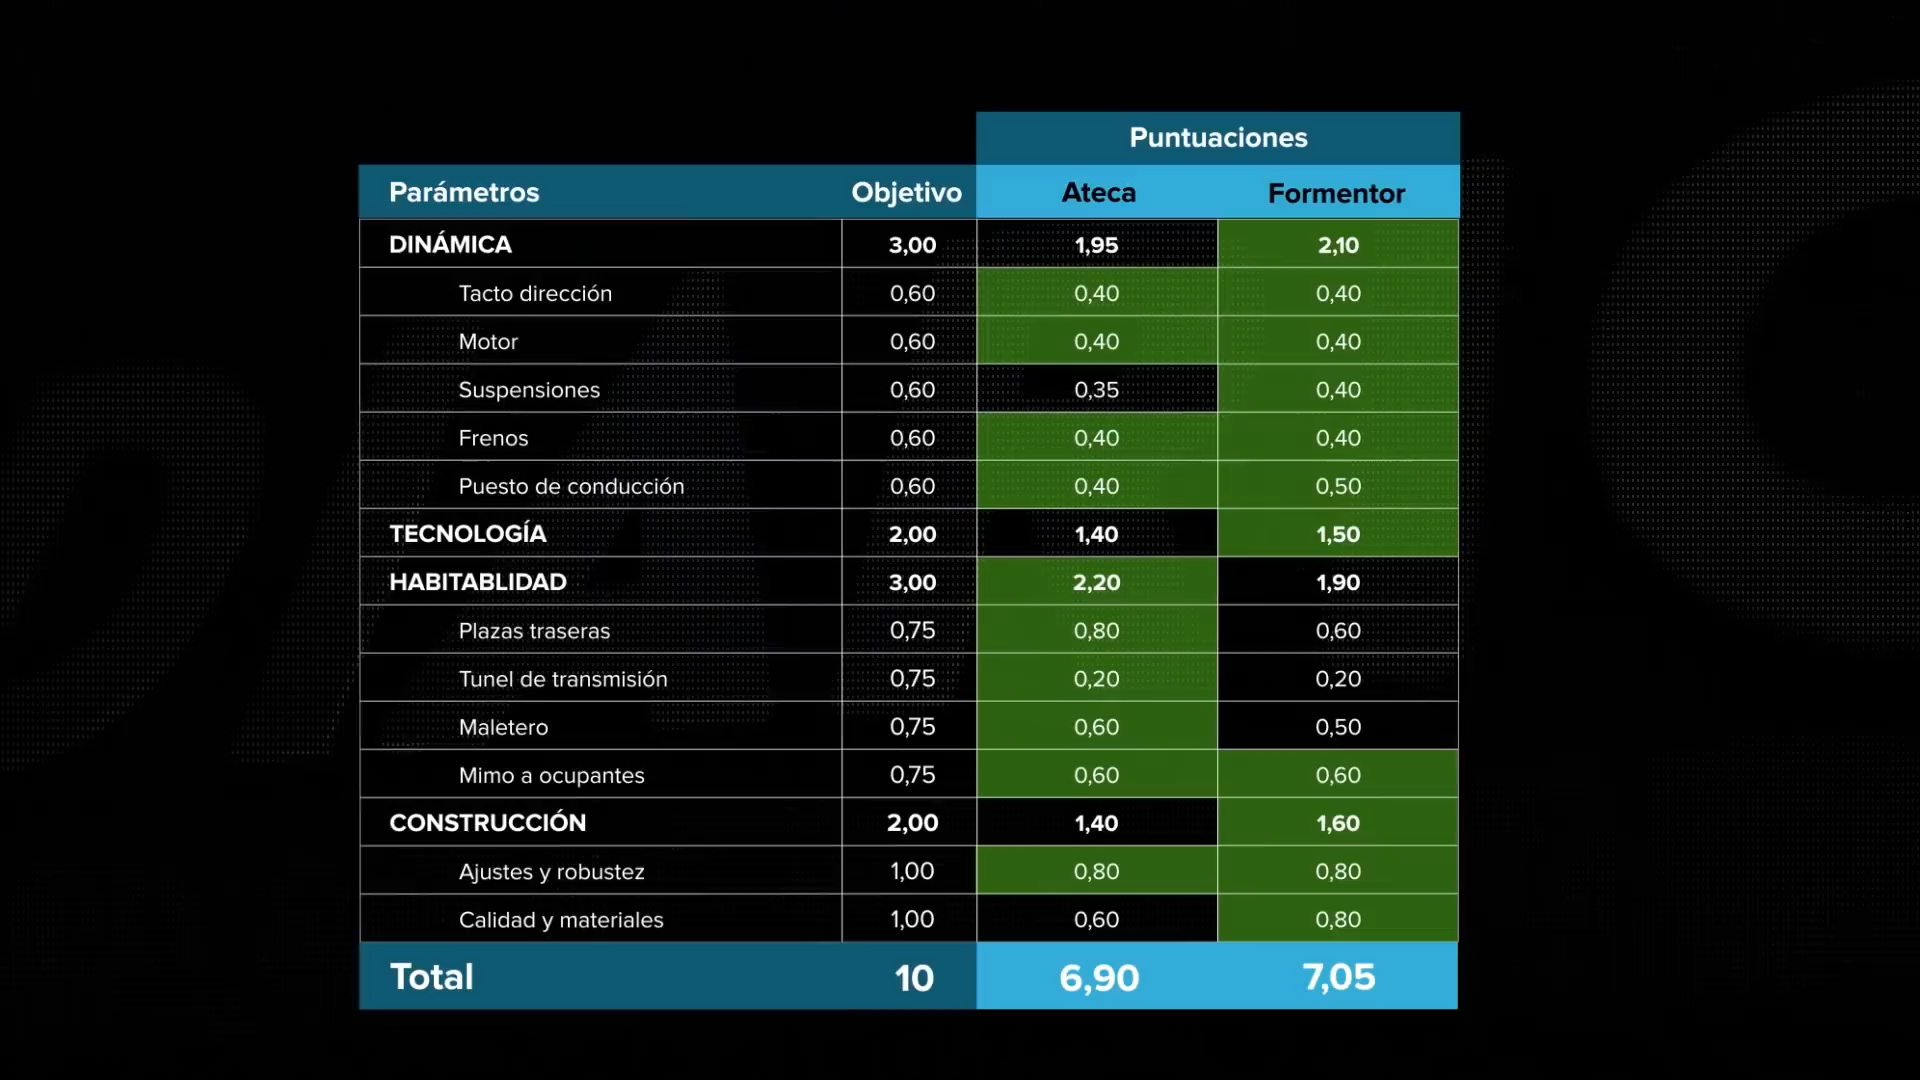 Puntuaciones
Parámetros Objetivo Ateca Formentor
DINÁMICA 3,00 1,95 2,10
Tacto dirección 0,60 0,40 0,40
Motor 0,60 0,40 0,40
Suspensiones 0,60 0,35 0,40
Frenos 0,60 0,40 0,40
Puesto de conducción 0,60 0,40 0,50
TECNOLOGÍA 2,00 1,40 1,50
HABITABLIDAD 3,00 2,20 1,90
Plazas traseras 0,75 0,80 0,60
Tunel de transmisión 0,75 0,20 0,20
Maletero 0,75 0,60 0,50
Mimo a ocupantes 0,75 0,60 0,60
CONSTRUCCIÓN 2,00 1,40 1,60
Ajustes y robustez 1,00 0,80 0,80
Calidad y materiales 1,00 0,60 0,80
Total 10 6,90 7,05